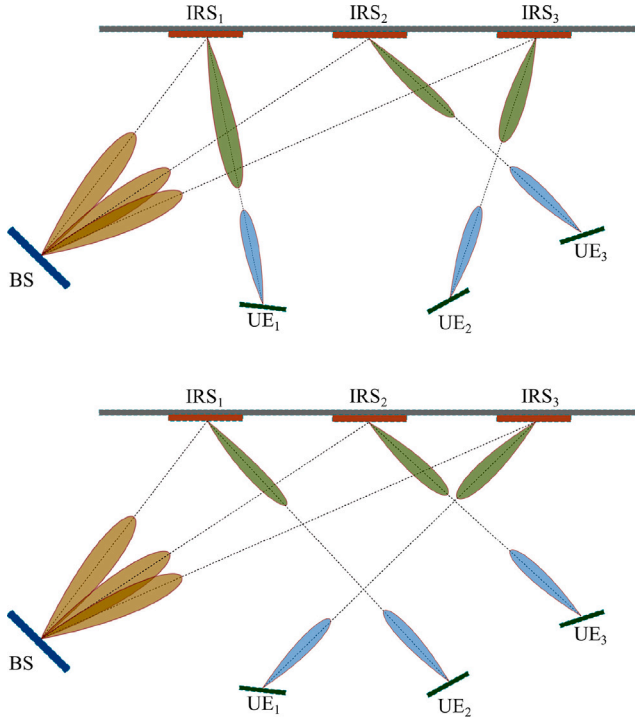 IRS₁ IRS₂ IRS₃
BS
UE₁ UE₂ UE₃
IRS₁ IRS₂ IRS₃
BS
UE₁ UE₂ UE₃